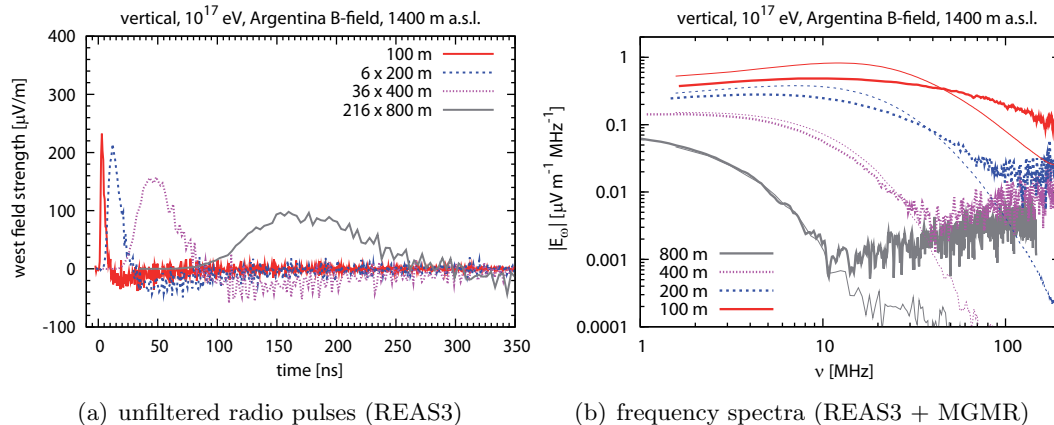 vertical, 10^17 eV, Argentina B-field, 1400 m a.s.l.
400
300
200
100
0
-100
west field strength [μV/m]
100 m
6 x 200 m
36 x 400 m
216 x 800 m
0 50 100 150 200 250 300 350
time [ns]
(a) unfiltered radio pulses (REAS3)
vertical, 10^17 eV, Argentina B-field, 1400 m a.s.l.
1
0.1
0.01
0.001
0.0001
|E_ω| [μV m^-1 MHz^-1]
800 m
400 m
200 m
100 m
1 10 100
ν [MHz]
(b) frequency spectra (REAS3 + MGMR)